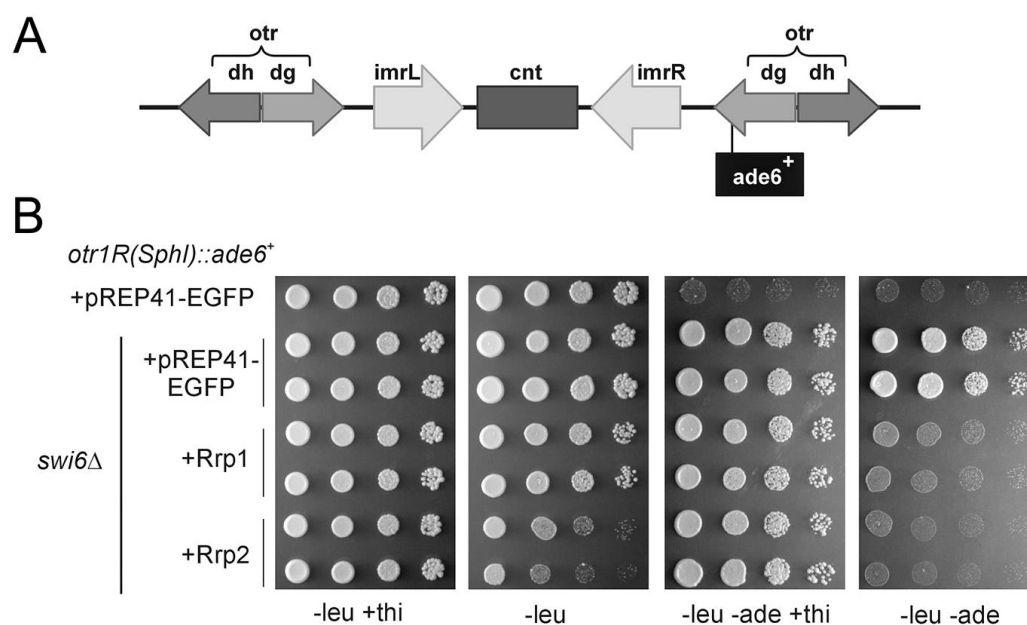 A
otr
otr
dh dg
imrL
cnt
imrR
dg dh
ade6+
B
otr1R(SphI)::ade6+
+pREP41-EGFP
+pREP41-
EGFP
swi6Δ
+Rrp1
+Rrp2
-leu +thi
-leu
-leu -ade +thi
-leu -ade